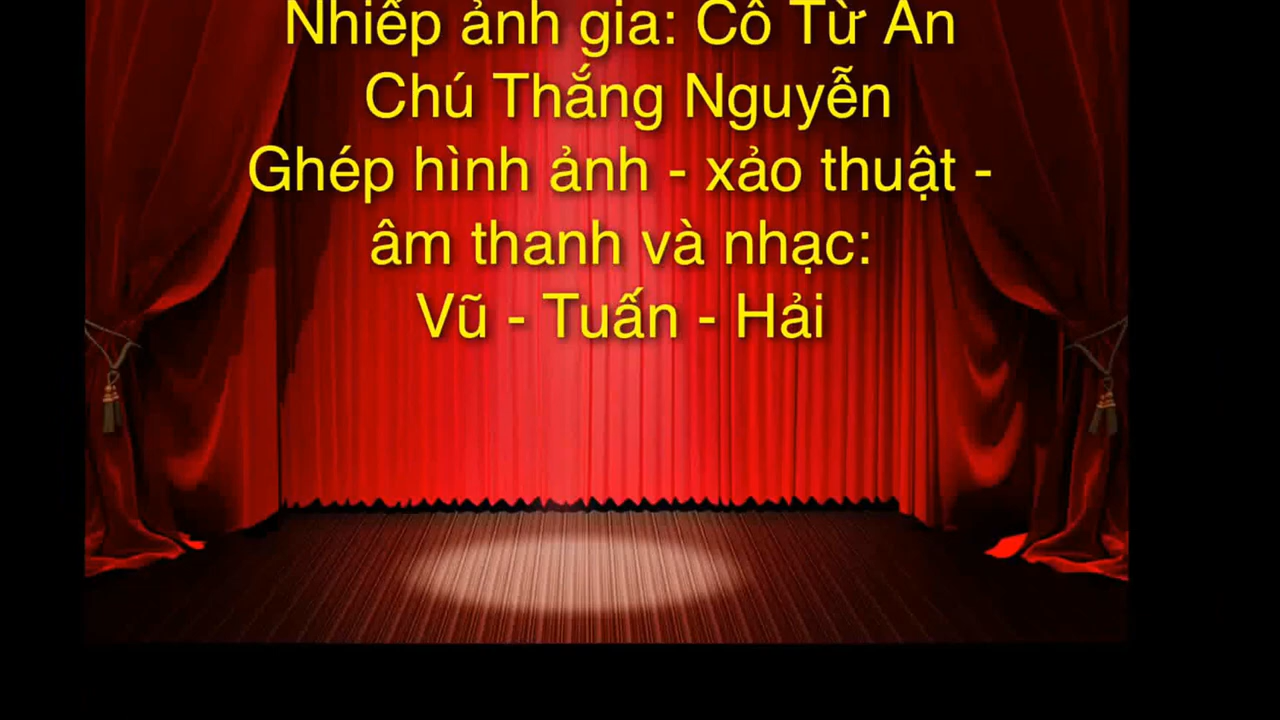 Nhiếp ảnh gia: Cô Từ Ân
Chú Thắng Nguyễn
Ghép hình ảnh - xảo thuật -
âm thanh và nhạc:
Vũ - Tuấn - Hải